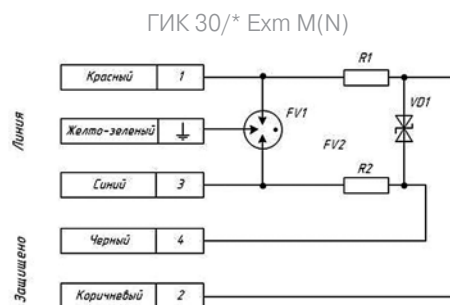 ГИК 30/* Exm M(N)
R1
Красный 1
VD1
FV1
Линия
Желто-зеленый
FV2
R2
Синий 3
Черный 4
Защищено
Коричневый 2